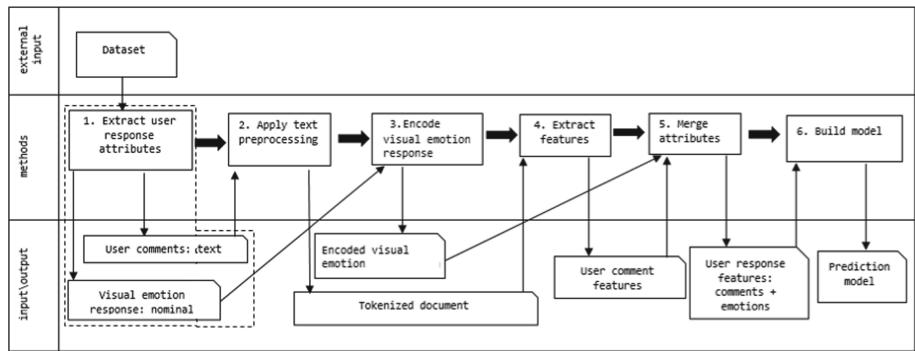 external
input
Dataset
methods
1. Extract user
response
attributes
2. Apply text
preprocessing
3.Encode
visual emotion
response
4. Extract
features
5. Merge
attributes
6. Build model
input\output
User comments: text
Visual emotion
response: nominal
Encoded visual
emotion
Tokenized document
User comment
features
User response
features:
comments +
emotions
Prediction
model